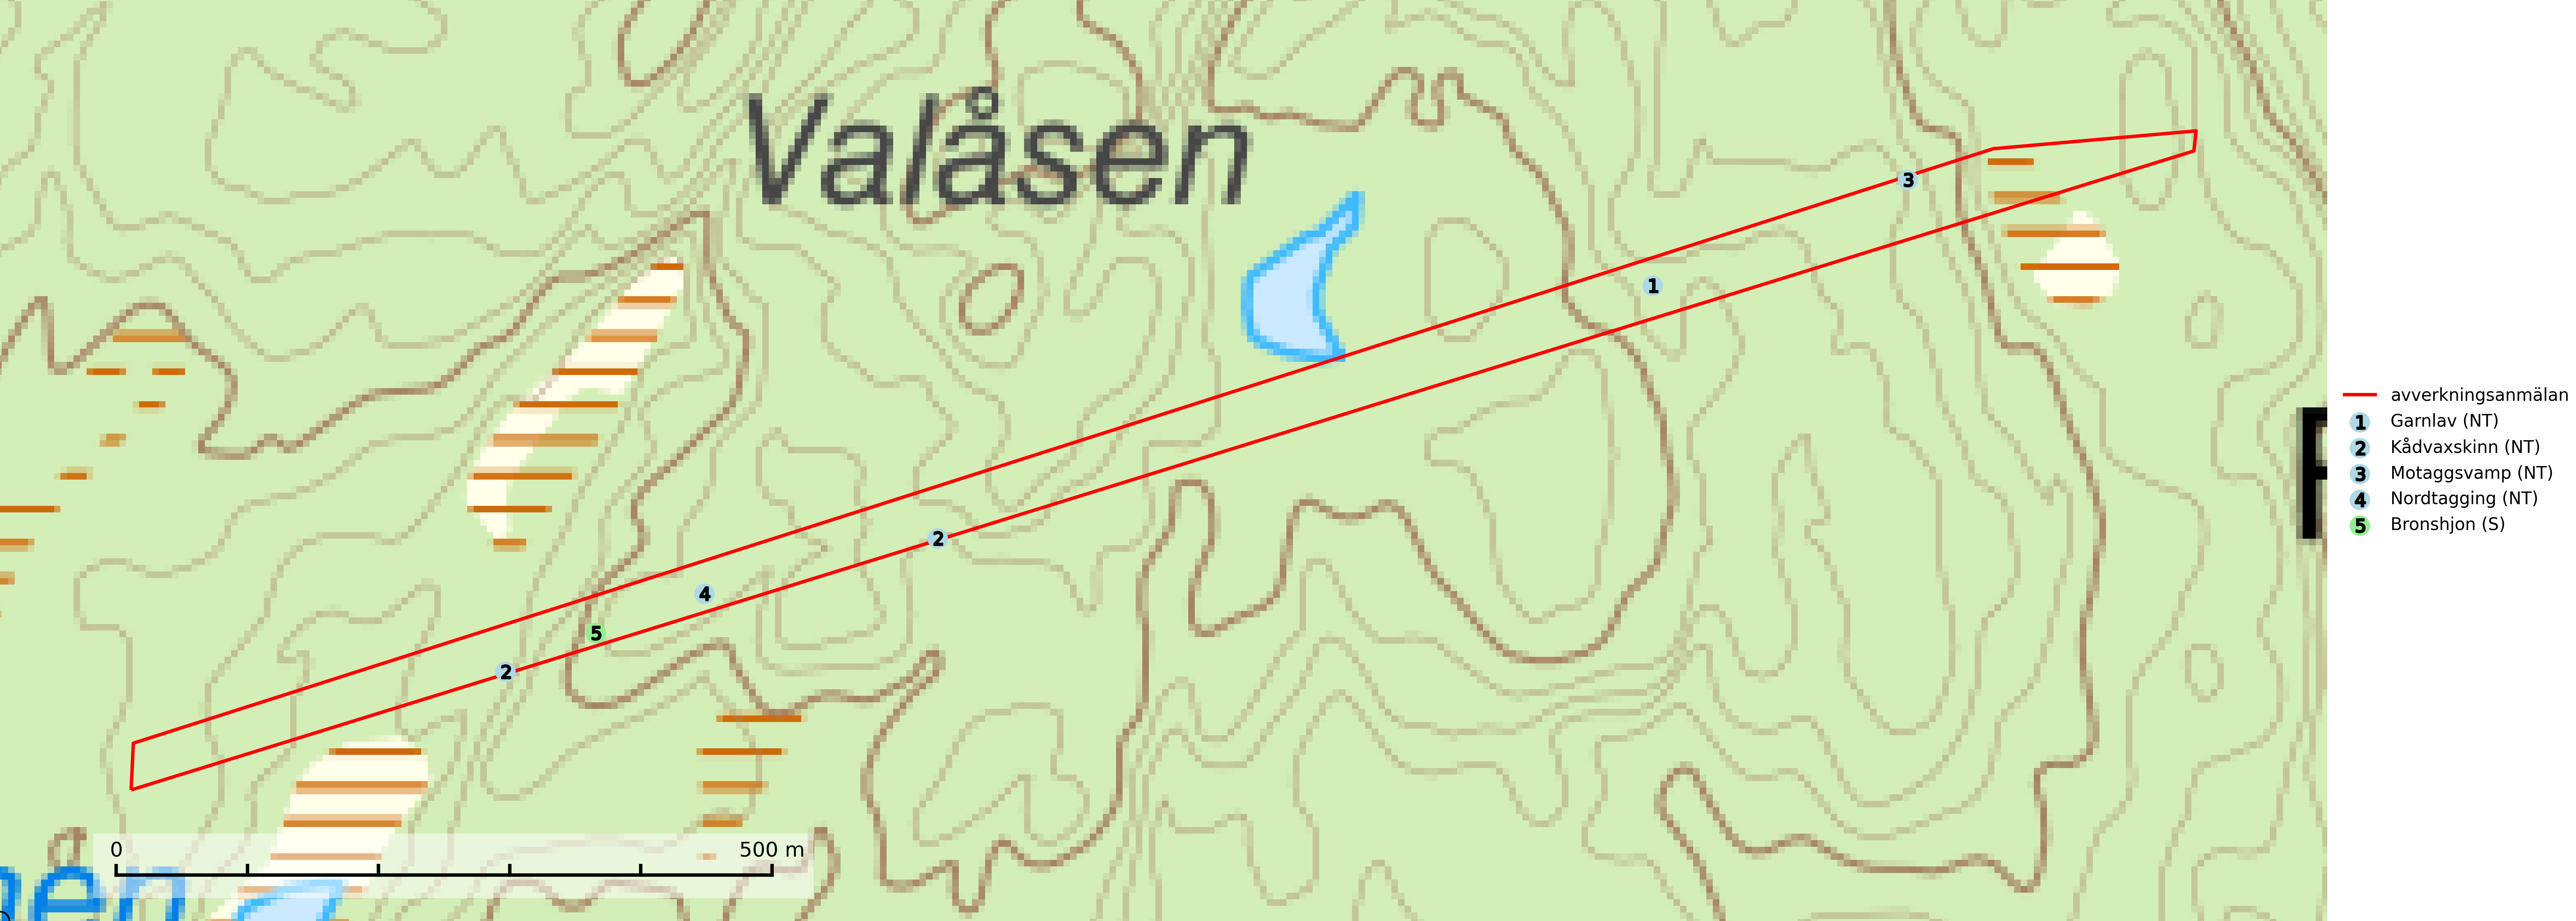 Valåsen
3
1
2
4
5
2
0 500 m
avverkningsanmälan
1 Garnlav (NT)
2 Kådvaxskinn (NT)
3 Motaggsvamp (NT)
4 Nordtagging (NT)
5 Bronshjon (S)